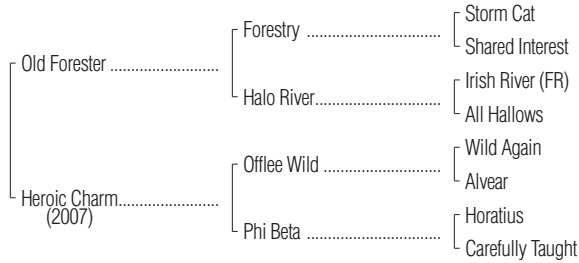 Storm Cat
Forestry ..............................
Shared Interest
Old Forester ........................
Irish River (FR)
Halo River............................
All Hallows
Wild Again
Offlee Wild ..........................
Alvear
Heroic Charm......................
(2007)
Horatius
Phi Beta ..............................
Carefully Taught